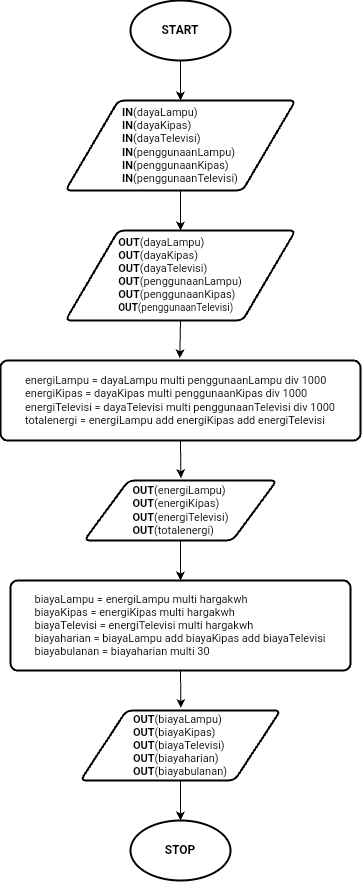 START
IN(dayaLampu)
IN(dayaKipas)
IN(dayaTelevisi)
IN(penggunaanLampu)
IN(penggunaanKipas)
IN(penggunaanTelevisi)
OUT(dayaLampu)
OUT(dayaKipas)
OUT(dayaTelevisi)
OUT(penggunaanLampu)
OUT(penggunaanKipas)
OUT(penggunaanTelevisi)
energiLampu = dayaLampu multi penggunaanLampu div 1000
energiKipas = dayaKipas multi penggunaanKipas div 1000
energiTelevisi = dayaTelevisi multi penggunaanTelevisi div 1000
totalenergi = energiLampu add energiKipas add energiTelevisi
OUT(energiLampu)
OUT(energiKipas)
OUT(energiTelevisi)
OUT(totalenergi)
biayaLampu = energiLampu multi hargakwh
biayaKipas = energiKipas multi hargakwh
biayaTelevisi = energiTelevisi multi hargakwh
biayaharian = biayaLampu add biayaKipas add biayaTelevisi
biayabulanan = biayaharian multi 30
OUT(biayaLampu)
OUT(biayaKipas)
OUT(biayaTelevisi)
OUT(biayaharian)
OUT(biayabulanan)
STOP